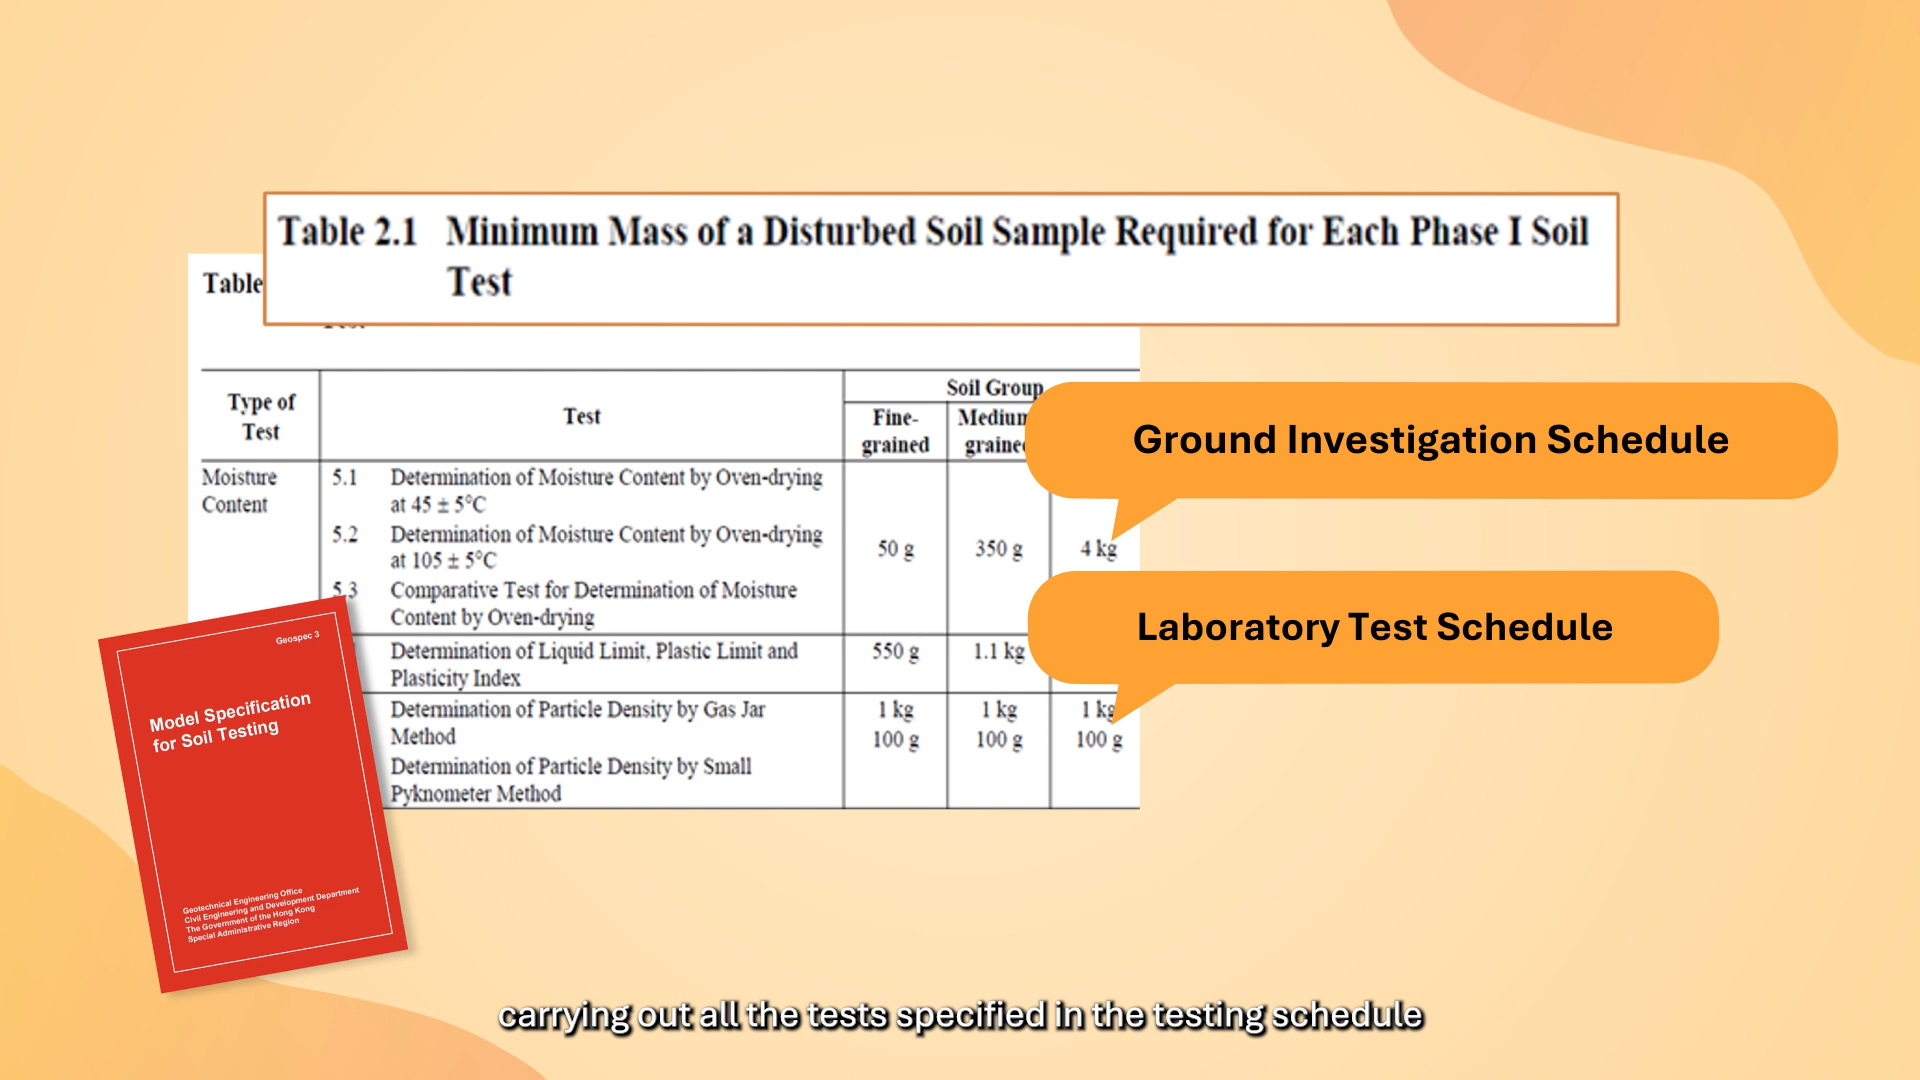 Table 2.1 Minimum Mass of a Disturbed Soil Sample Required for Each Phase I Soil
Test
Table
Type of
Test
Test
Soil Group
Fine-
grained
Medium
graine
Moisture
Content
5.1 Determination of Moisture Content by Oven-drying
at 45 ± 5°C
5.2 Determination of Moisture Content by Oven-drying
at 105 ± 5°C
5.3 Comparative Test for Determination of Moisture
Content by Oven-drying
50 g 350 g 4 kg
Determination of Liquid Limit, Plastic Limit and
Plasticity Index
550 g 1.1 kg
Determination of Particle Density by Gas Jar
Method
Determination of Particle Density by Small
Pyknometer Method
1 kg 1 kg 1 kg
100 g 100 g 100 g
Ground Investigation Schedule
Laboratory Test Schedule
Geospec 3
Model Specification
for Soil Testing
Geotechnical Engineering Office
Civil Engineering and Development Department
The Government of the Hong Kong
Special Administrative Region
carrying out all the tests specified in the testing schedule